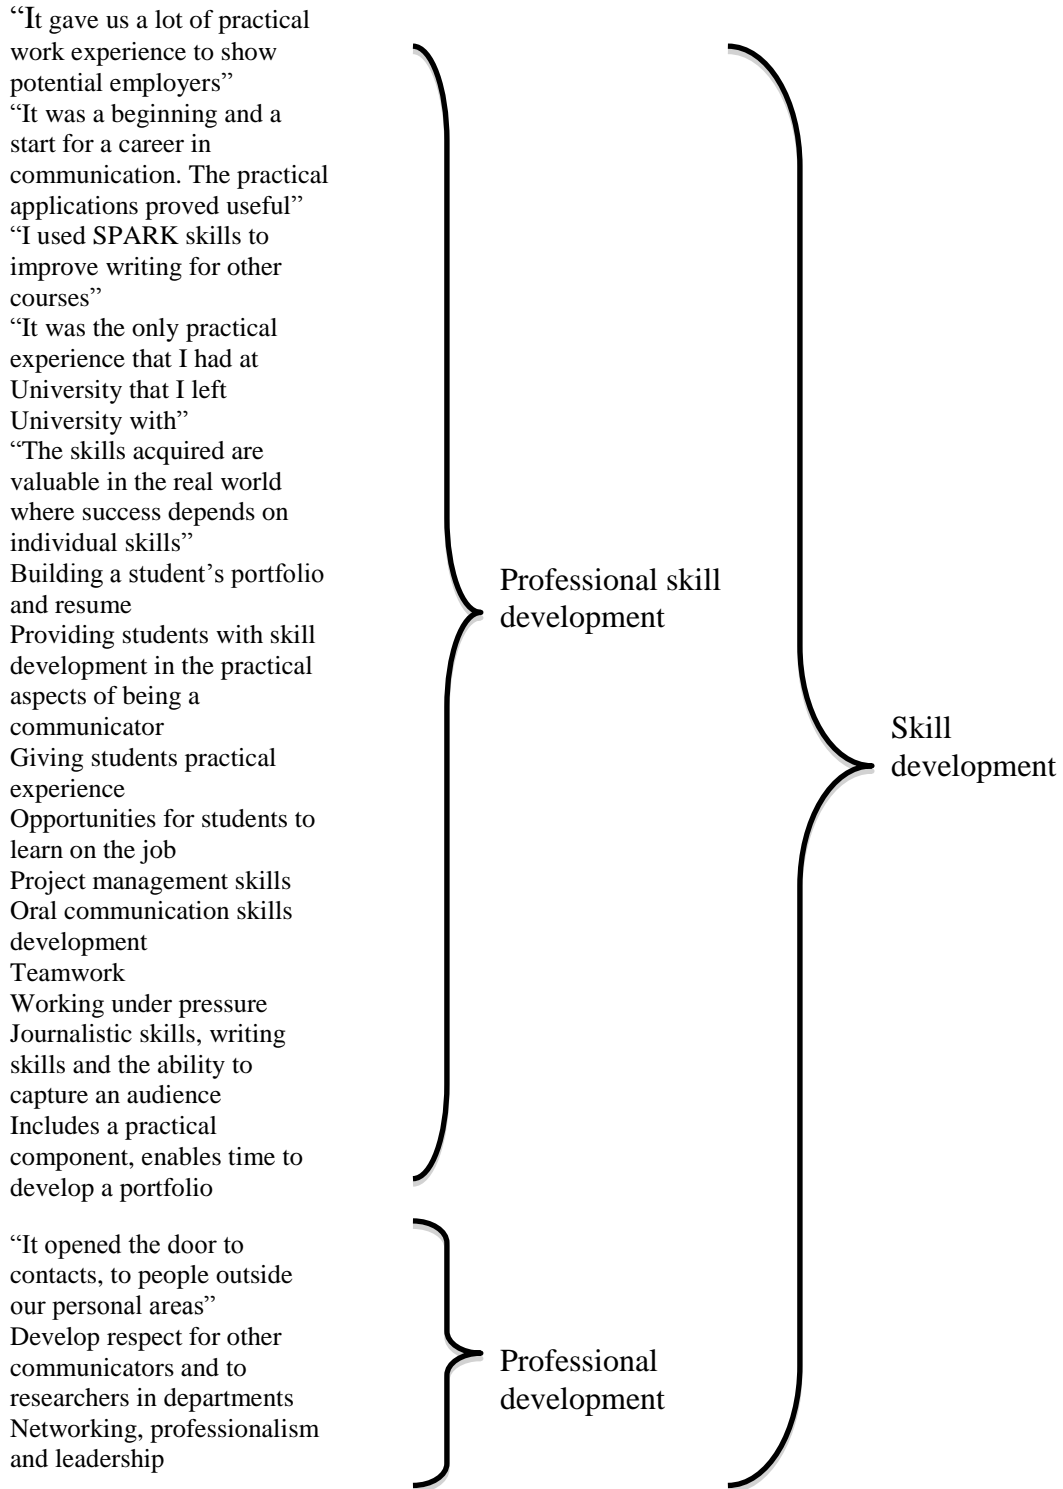 “It gave us a lot of practical
work experience to show
potential employers”
“It was a beginning and a
start for a career in
communication. The practical
applications proved useful”
“I used SPARK skills to
improve writing for other
courses”
“It was the only practical
experience that I had at
University that I left
University with”
“The skills acquired are
valuable in the real world
where success depends on
individual skills”
Building a student’s portfolio
and resume
Providing students with skill
development in the practical
aspects of being a
communicator
Giving students practical
experience
Opportunities for students to
learn on the job
Project management skills
Oral communication skills
development
Teamwork
Working under pressure
Journalistic skills, writing
skills and the ability to
capture an audience
Includes a practical
component, enables time to
develop a portfolio
“It opened the door to
contacts, to people outside
our personal areas”
Develop respect for other
communicators and to
researchers in departments
Networking, professionalism
and leadership
Professional skill
development
Professional
development
Skill
development